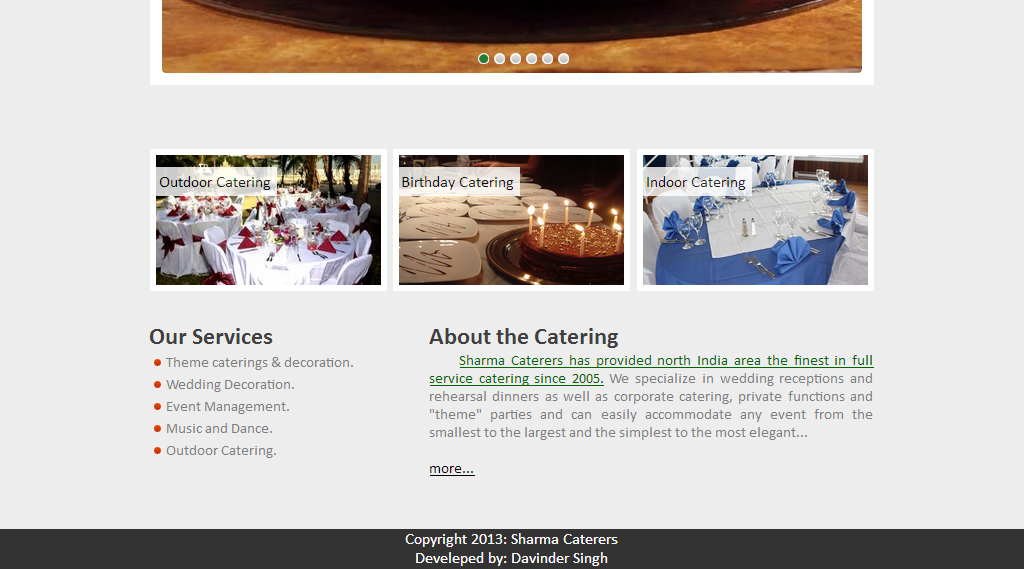 Outdoor Catering
Birthday Catering
Indoor Catering
Our Services
Theme caterings & decoration.
Wedding Decoration.
Event Management.
Music and Dance.
Outdoor Catering.
About the Catering
Sharma Caterers has provided north India area the finest in full
service catering since 2005. We specialize in wedding receptions and
rehearsal dinners as well as corporate catering, private functions and
"theme" parties and can easily accommodate any event from the
smallest to the largest and the simplest to the most elegant...
more...
Copyright 2013: Sharma Caterers
Develeped by: Davinder Singh